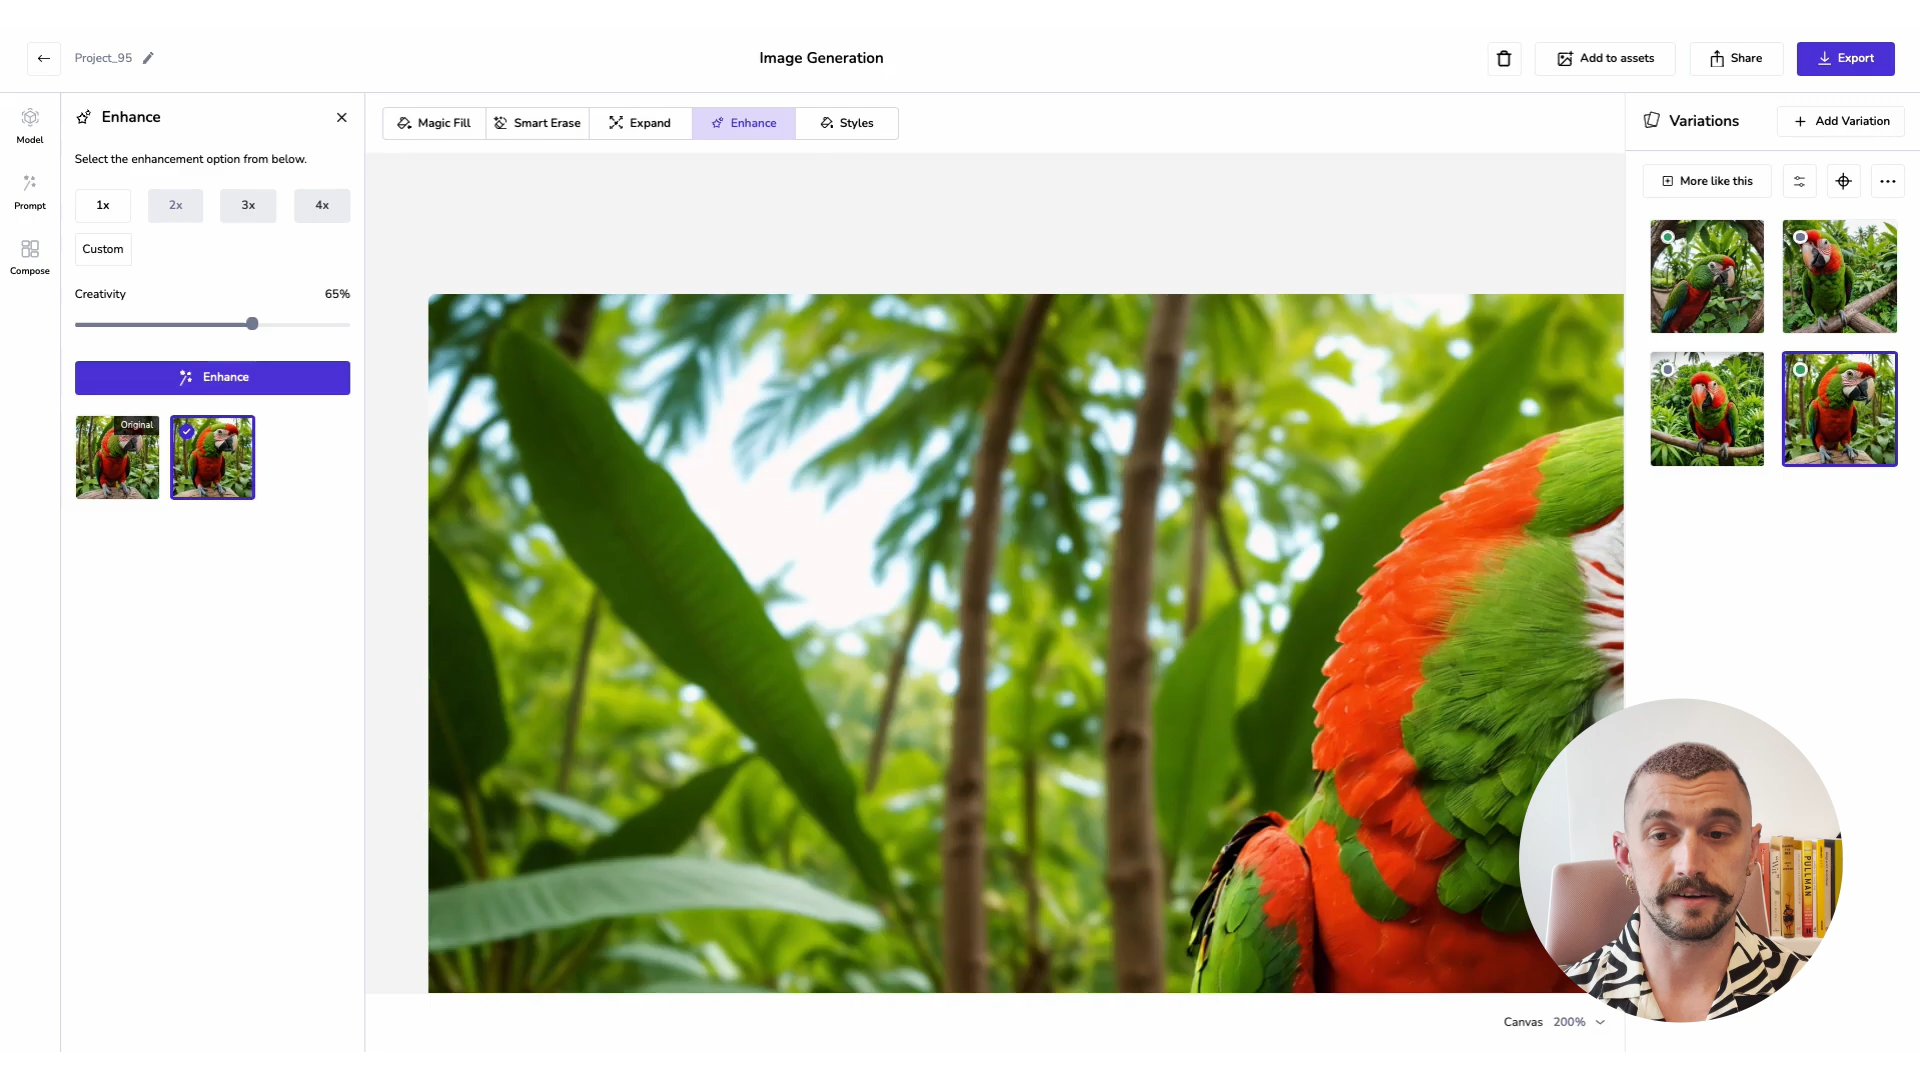 Project_95
Image Generation
Add to assets
Share
Export
Model
Prompt
Compose
Enhance
Select the enhancement option from below.
1x
2x
3x
4x
Custom
Creativity
65%
Enhance
Original
Magic Fill
Smart Erase
Expand
Enhance
Styles
Variations
Add Variation
More like this
PULLMAN
Canvas
200%